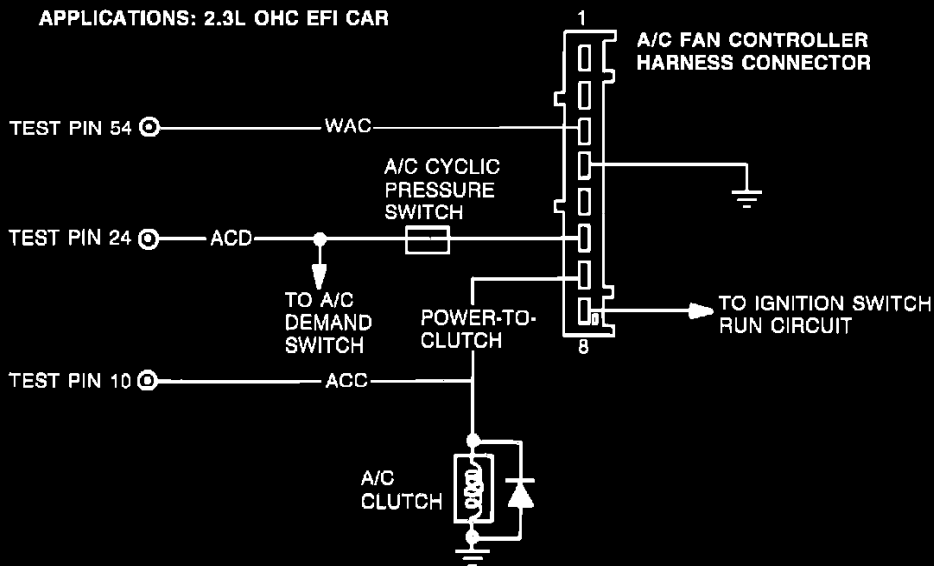 APPLICATIONS: 2.3L OHC EFI CAR
1
A/C FAN CONTROLLER
HARNESS CONNECTOR
TEST PIN 54
WAC
A/C CYCLIC
PRESSURE
SWITCH
TEST PIN 24
ACD
TO A/C
DEMAND
SWITCH
POWER-TO-
CLUTCH
TO IGNITION SWITCH
RUN CIRCUIT
8
TEST PIN 10
ACC
A/C
CLUTCH